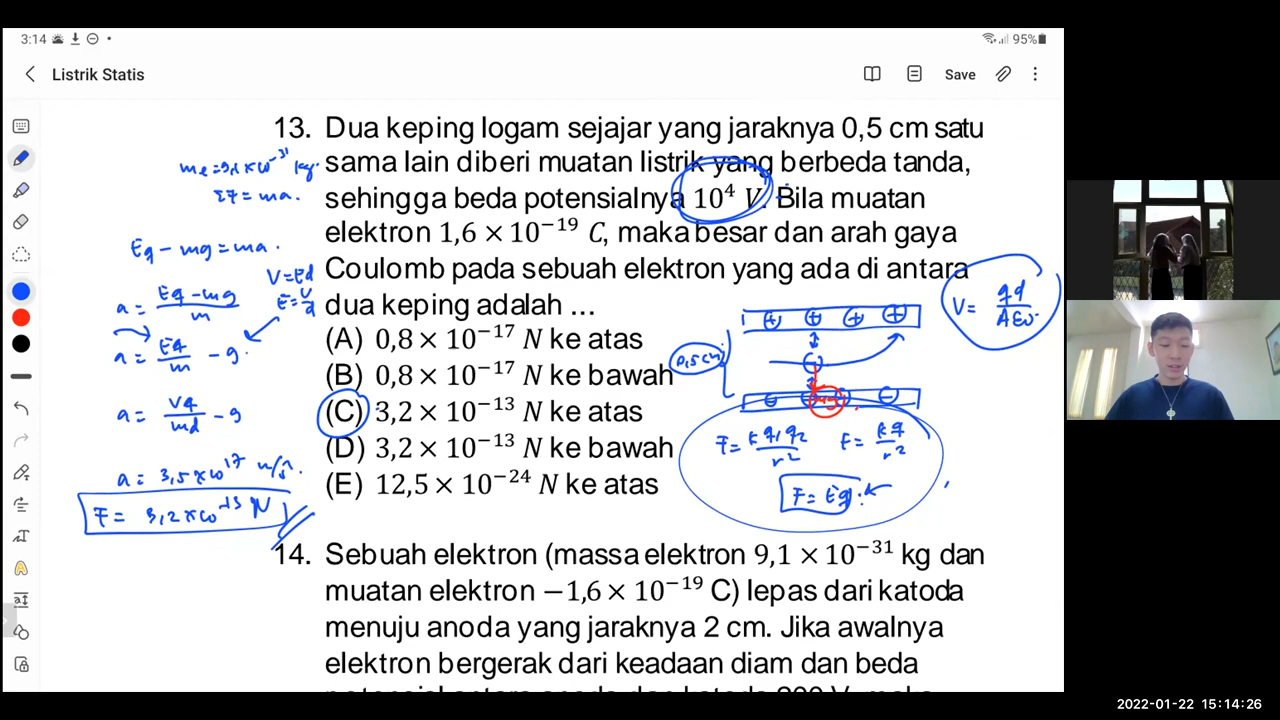 3:14
95%
Listrik Statis
Save
13. Dua keping logam sejajar yang jaraknya 0,5 cm satu
sama lain diberi muatan listrik yang berbeda tanda,
sehingga beda potensialnya 10⁴ V. Bila muatan
elektron 1,6 × 10⁻¹⁹ C, maka besar dan arah gaya
Coulomb pada sebuah elektron yang ada di antara
dua keping adalah ...
(A) 0,8 × 10⁻¹⁷ N ke atas
(B) 0,8 × 10⁻¹⁷ N ke bawah
(C) 3,2 × 10⁻¹³ N ke atas
(D) 3,2 × 10⁻¹³ N ke bawah
(E) 12,5 × 10⁻²⁴ N ke atas
me = 9,1 × 10⁻³¹ kg.
ΣF = ma.
Eq - mg = ma.
V = Ed
E = V/d
a = Eq - mg / m
a = Eq/m - g.
a = Vq/md - g
a = 3,5 × 10¹⁷ m/s².
F = 3,2 × 10⁻¹³ N
0,5 cm
mg
V = qd/Aε₀.
F = k q₁ q₂ / r²
F = kq / r²
F = Eq.
14. Sebuah elektron (massa elektron 9,1 × 10⁻³¹ kg dan
muatan elektron −1,6 × 10⁻¹⁹ C) lepas dari katoda
menuju anoda yang jaraknya 2 cm. Jika awalnya
elektron bergerak dari keadaan diam dan beda
2022-01-22 15:14:26